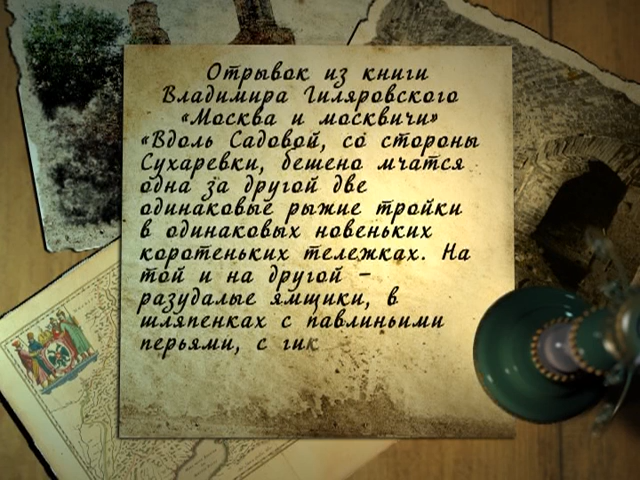 Отрывок из книги
Владимира Гиляровского
«Москва и москвичи»
«Вдоль Садовой, со стороны
Сухаревки, бешено мчатся
одна за другой две
одинаковые рыжие тройки
в одинаковых новеньких
коротеньких тележках. На
той и на другой –
разудалые ямщики, в
шляпенках с павлиньими
перьями, с гик